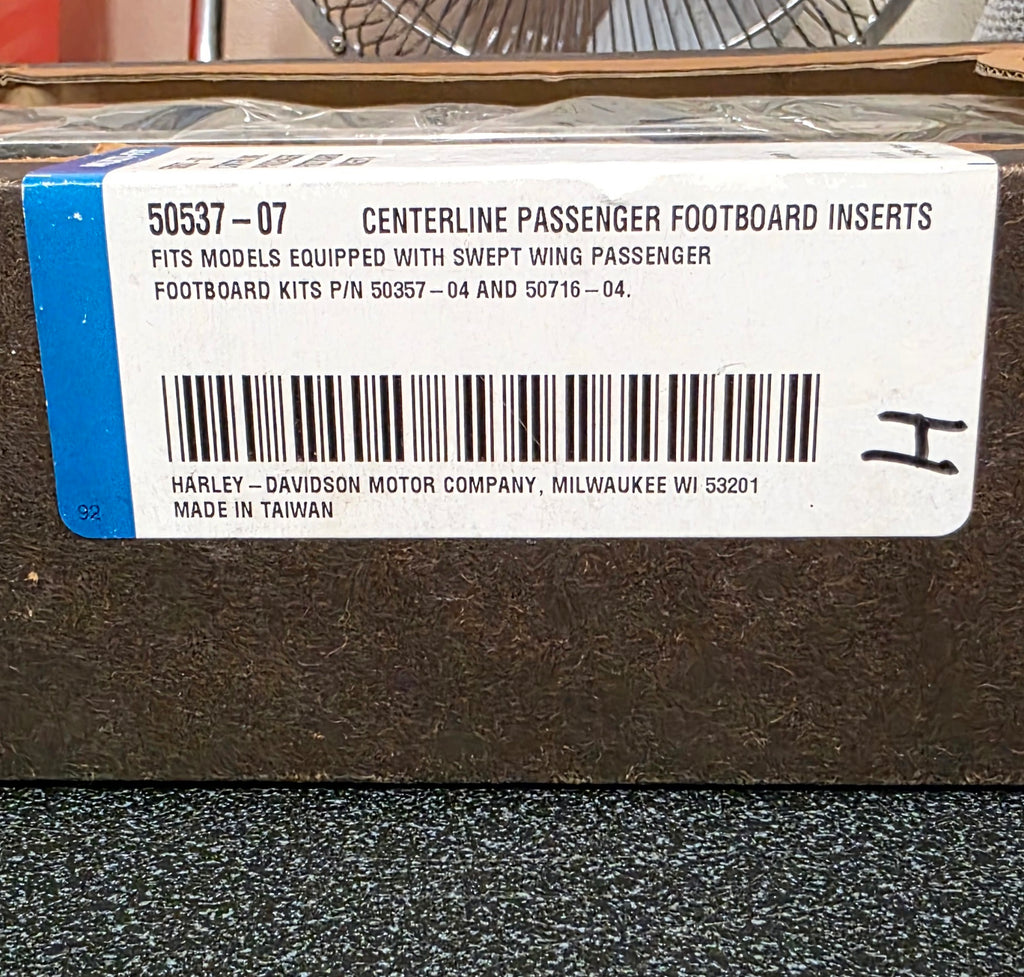 50537-07 CENTERLINE PASSENGER FOOTBOARD INSERTS
FITS MODELS EQUIPPED WITH SWEPT WING PASSENGER
FOOTBOARD KITS P/N 50357-04 AND 50716-04.
H
HARLEY-DAVIDSON MOTOR COMPANY, MILWAUKEE WI 53201
MADE IN TAIWAN
92